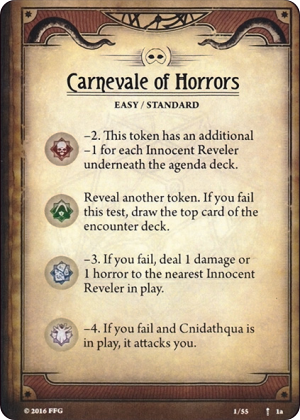 Carnevale of Horrors
EASY / STANDARD
–2. This token has an additional
–1 for each Innocent Reveler
underneath the agenda deck.
Reveal another token. If you fail
this test, draw the top card of the
encounter deck.
–3. If you fail, deal 1 damage or
1 horror to the nearest Innocent
Reveler in play.
–4. If you fail and Cnidathqua is
in play, it attacks you.
© 2016 FFG 1/55 1a